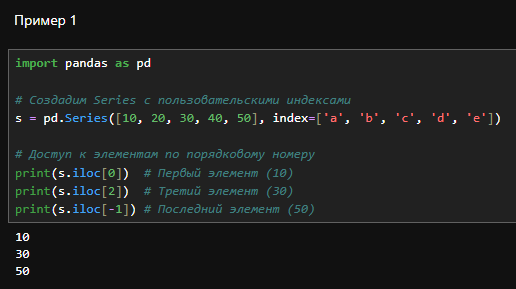 Пример 1
import pandas as pd
# Создадим Series с пользовательскими индексами
s = pd.Series([10, 20, 30, 40, 50], index=['a', 'b', 'c', 'd', 'e'])
# Доступ к элементам по порядковому номеру
print(s.iloc[0])  # Первый элемент (10)
print(s.iloc[2])  # Третий элемент (30)
print(s.iloc[-1]) # Последний элемент (50)
10
30
50